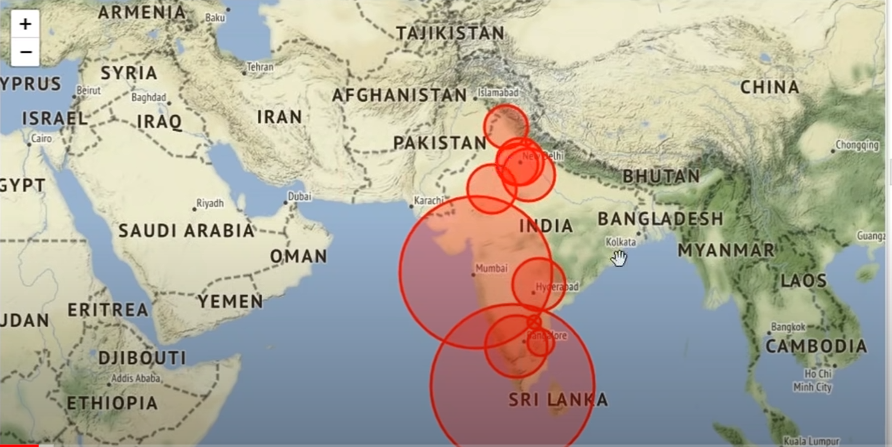 +
ARMENIA
Baku
TAJIKISTAN
−
Tehran
SYRIA
YPRUS
Beirut
Baghdad
AFGHANISTAN
Islamabad
CHINA
ISRAEL
IRAQ
IRAN
Cairo
PAKISTAN
Chongqing
New Delhi
BHUTAN
GYPT
Riyadh
Dubai
Karachi
SAUDI ARABIA
INDIA
BANGLADESH
Kolkata
Guangz
OMAN
MYANMAR
Mumbai
LAOS
Hyderabad
YEMEN
ERITREA
UDAN
Bangkok
DJIBOUTI
CAMBODIA
Addis Ababa
Ho Chi
Minh City
ETHIOPIA
SRI LANKA
Kuala Lumpur